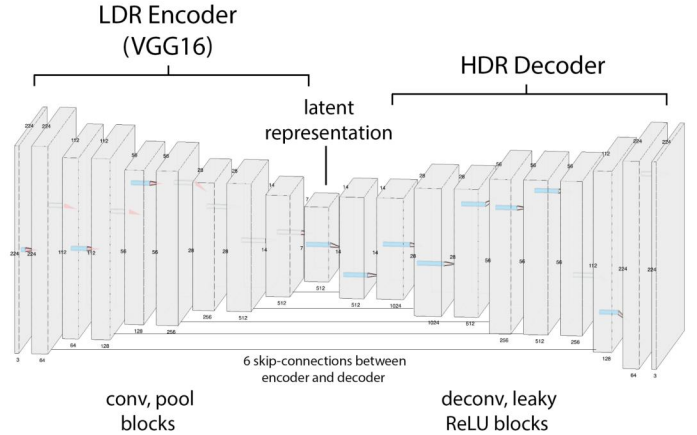 LDR Encoder
(VGG16)
HDR Decoder
latent
representation
224 224 112 112 56 56 28 28 14 7 14 14 28 28 56 56 112 224 224
224 224 112 112 56 56 28 28 14 7 14 14 28 28 56 56 112 224 224
3 64 64 128 128 256 256 512 512 512 512 1024 1024 512 256 512 256 128 64 3
6 skip-connections between
encoder and decoder
conv, pool
blocks
deconv, leaky
ReLU blocks